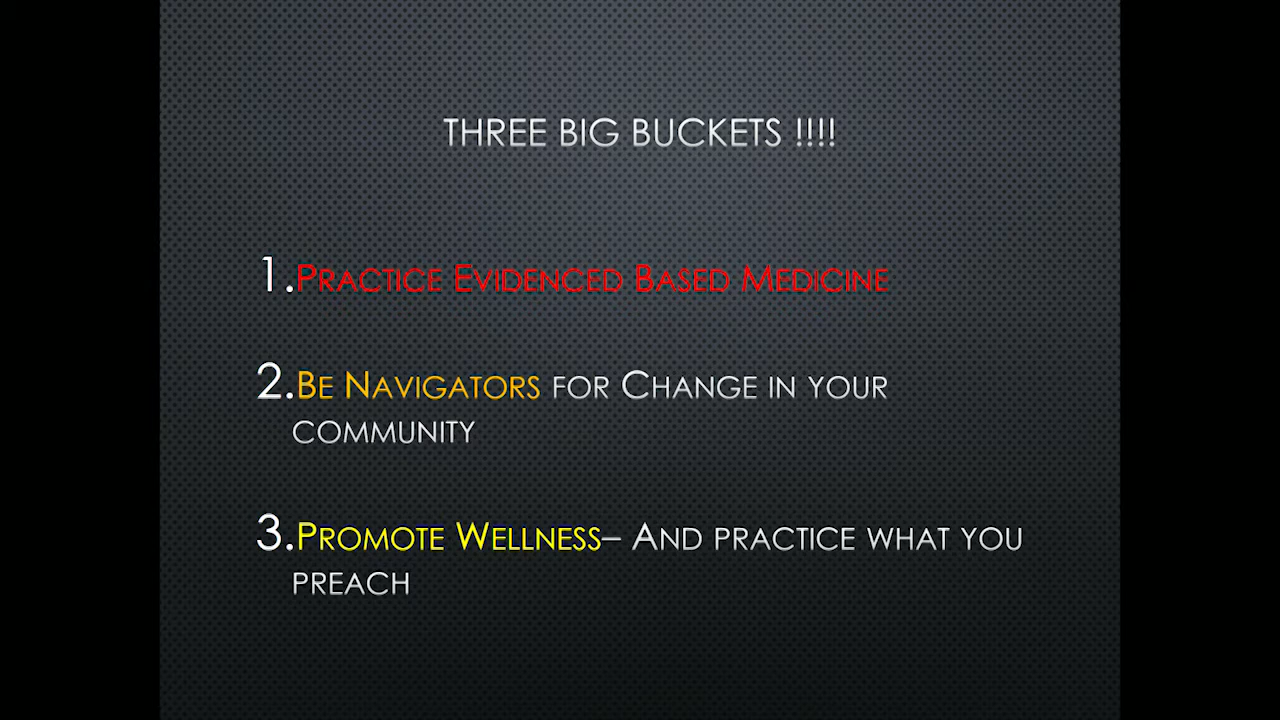 THREE BIG BUCKETS !!!!
1.PRACTICE EVIDENCED BASED MEDICINE
2.BE NAVIGATORS FOR CHANGE IN YOUR
COMMUNITY
3.PROMOTE WELLNESS– AND PRACTICE WHAT YOU
PREACH